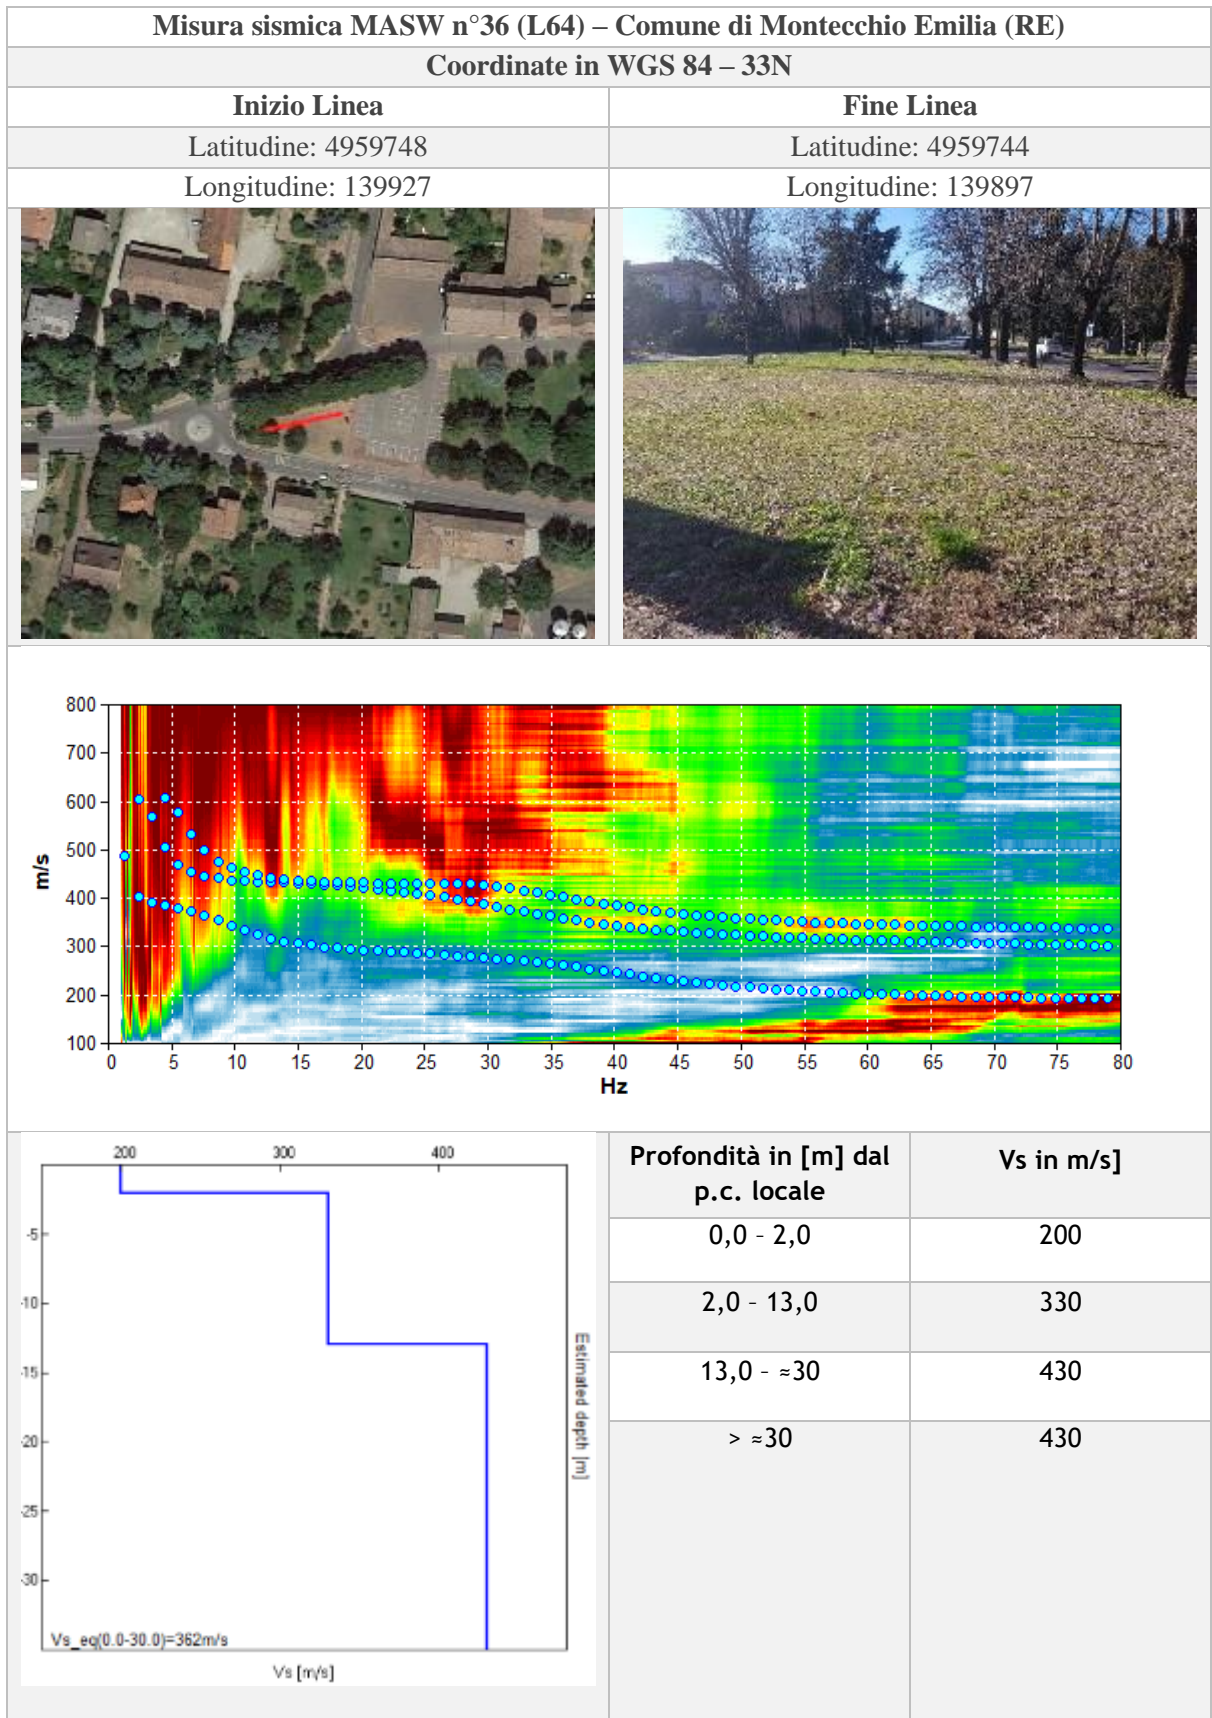 Misura sismica MASW n°36 (L64) – Comune di Montecchio Emilia (RE)
Coordinate in WGS 84 – 33N
Inizio Linea
Fine Linea
Latitudine: 4959748
Latitudine: 4959744
Longitudine: 139927
Longitudine: 139897
800
700
600
500
400
300
200
100
m/s
0 5 10 15 20 25 30 35 40 45 50 55 60 65 70 75 80
Hz
200 300 400
-5
-10
-15
-20
-25
-30
Estimated depth [m]
Vs_eq(0.0-30.0)=362m/s
Vs [m/s]
Profondità in [m] dal
p.c. locale
Vs in m/s]
0,0 – 2,0
200
2,0 – 13,0
330
13,0 – ≈30
430
> ≈30
430